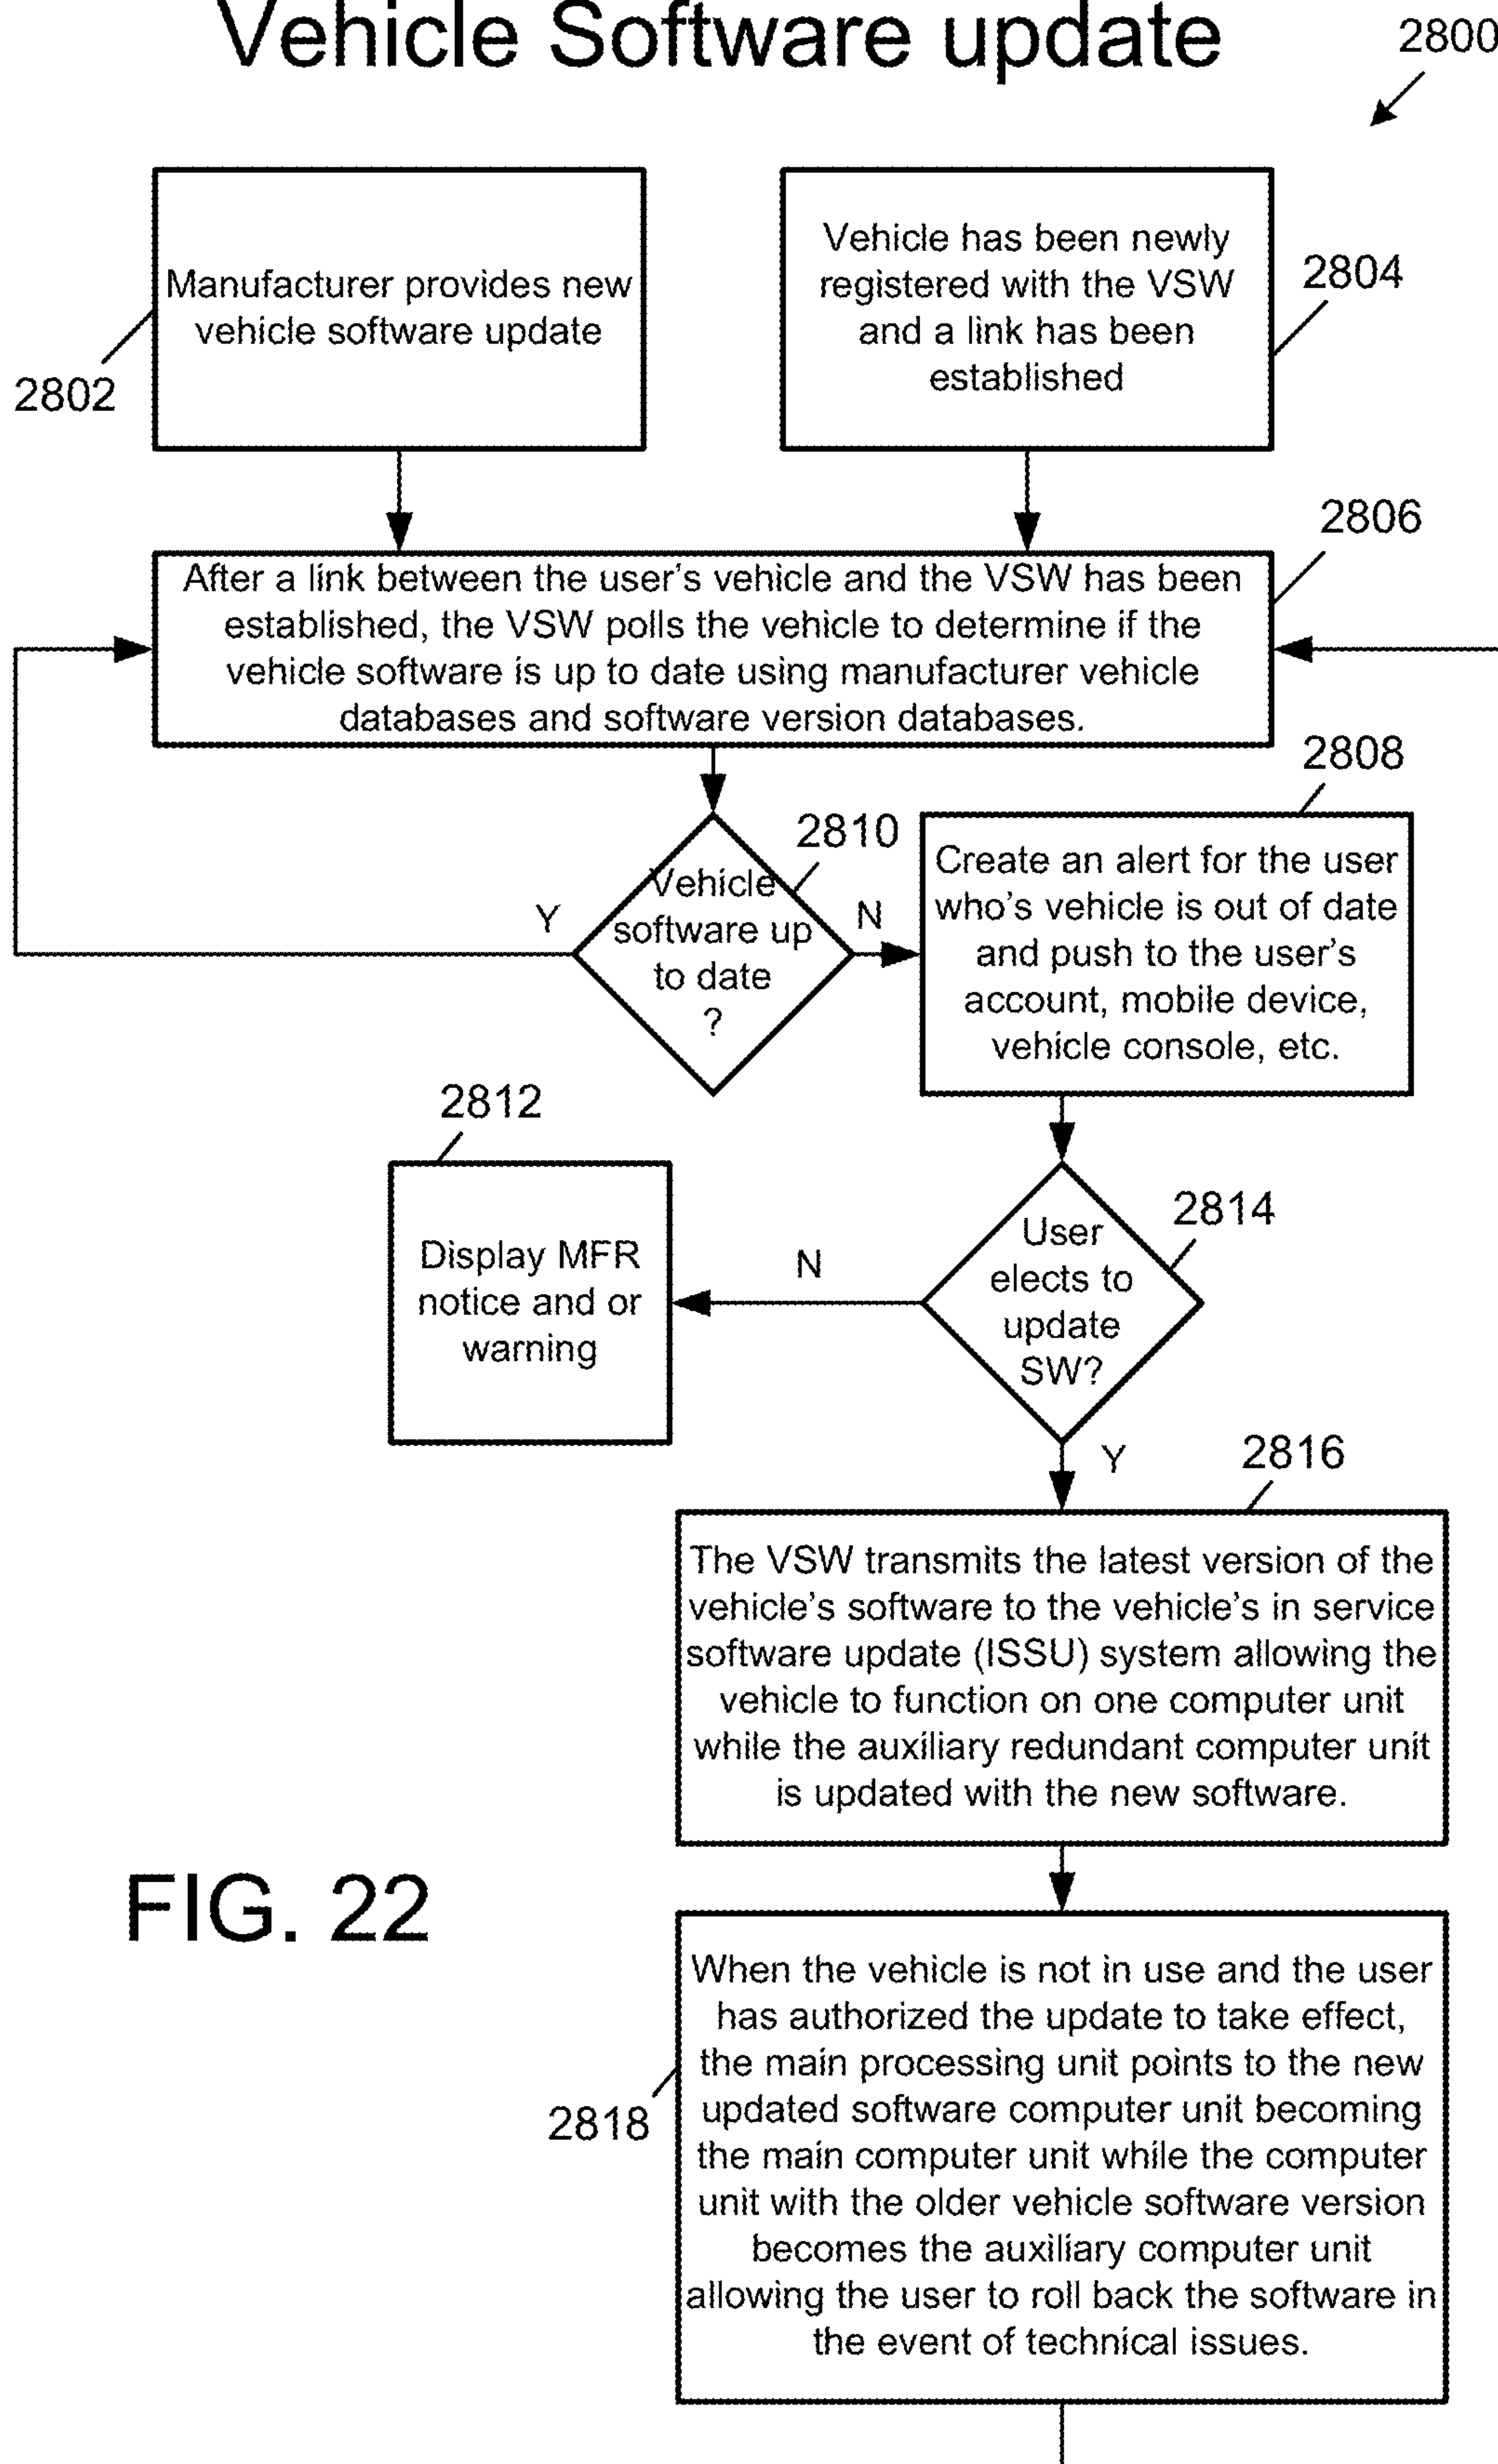 Vehicle Software update
2800
Manufacturer provides new
vehicle software update
2802
Vehicle has been newly
registered with the VSW
and a link has been
established
2804
2806
After a link between the user's vehicle and the VSW has been
established, the VSW polls the vehicle to determine if the
vehicle software is up to date using manufacturer vehicle
databases and software version databases.
2810
Vehicle
software up
to date
?
Y
N
2808
Create an alert for the user
who's vehicle is out of date
and push to the user's
account, mobile device,
vehicle console, etc.
2812
Display MFR
notice and or
warning
N
2814
User
elects to
update
SW?
Y
2816
The VSW transmits the latest version of the
vehicle's software to the vehicle's in service
software update (ISSU) system allowing the
vehicle to function on one computer unit
while the auxiliary redundant computer unit
is updated with the new software.
FIG. 22
2818
When the vehicle is not in use and the user
has authorized the update to take effect,
the main processing unit points to the new
updated software computer unit becoming
the main computer unit while the computer
unit with the older vehicle software version
becomes the auxiliary computer unit
allowing the user to roll back the software in
the event of technical issues.